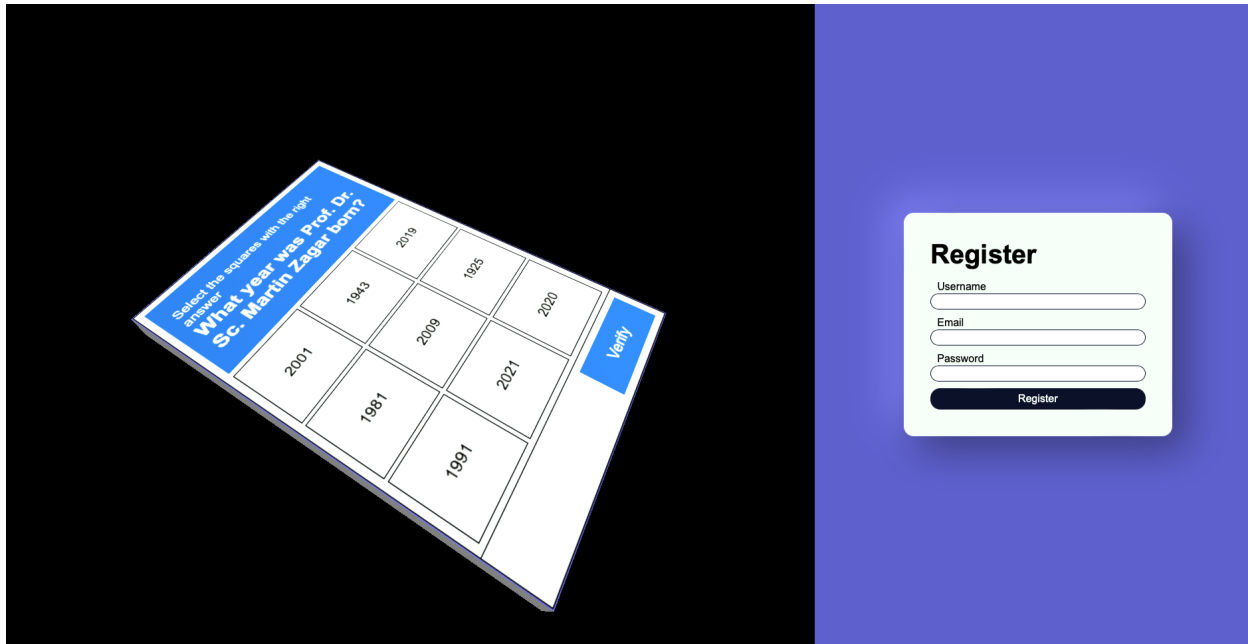 Select the squares with the right
answer
What year was Prof. Dr.
Sc. Martin Zagar born?
2001
1943
2019
1981
2009
1925
1991
2021
2020
Verify
Register
Username
Email
Password
Register